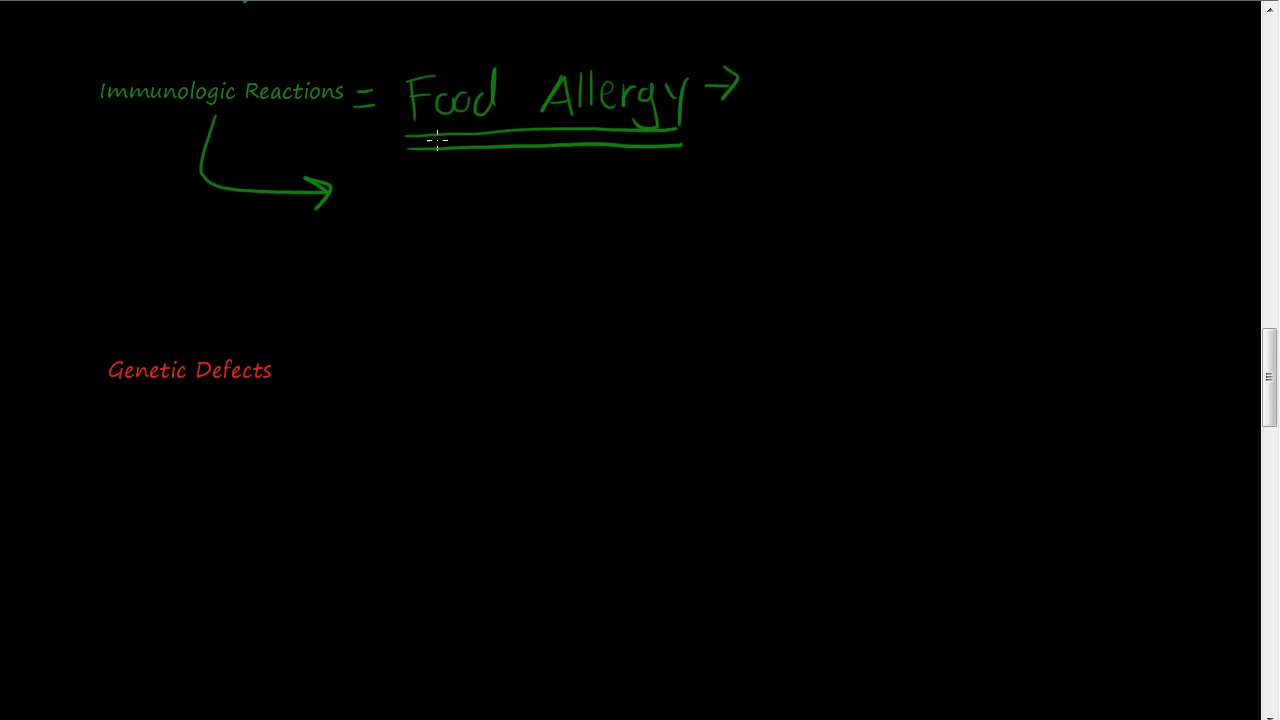 Immunologic Reactions = Food Allergy →
Genetic Defects